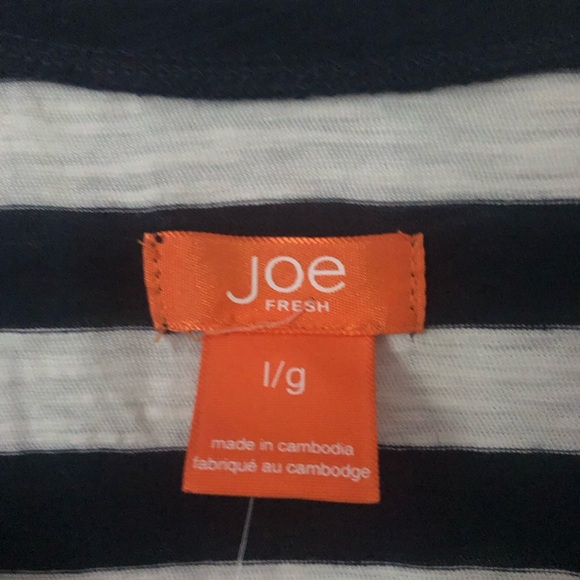 Joe
FRESH
l/g
made in cambodia
fabriqué au cambodge